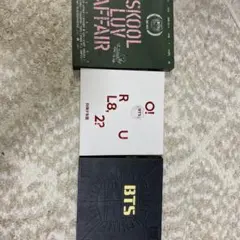 SKOOL
LUV
AFFAIR
O!
R U
L8,
2?
BTS